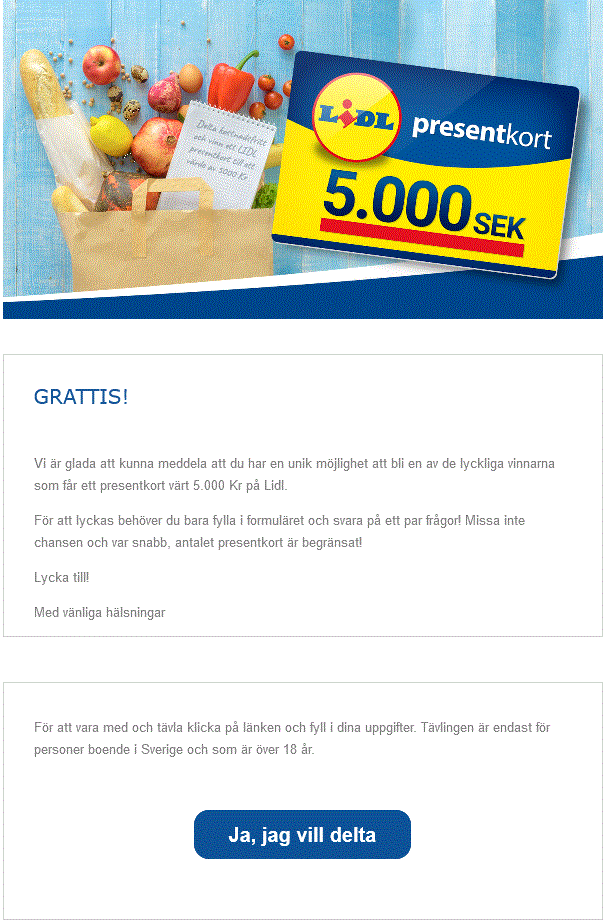 Delta kostnadsfritt
och vinn ett LIDL
presentkort till ett
värde av 5000 Kr
LIDL presentkort
5.000 SEK
GRATTIS!
Vi är glada att kunna meddela att du har en unik möjlighet att bli en av de lyckliga vinnarna
som får ett presentkort värt 5.000 Kr på Lidl.
För att lyckas behöver du bara fylla i formuläret och svara på ett par frågor! Missa inte
chansen och var snabb, antalet presentkort är begränsat!
Lycka till!
Med vänliga hälsningar
För att vara med och tävla klicka på länken och fyll i dina uppgifter. Tävlingen är endast för
personer boende i Sverige och som är över 18 år.
Ja, jag vill delta